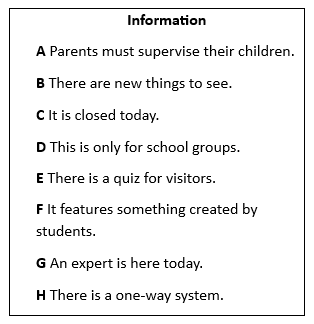 Information
A Parents must supervise their children.
B There are new things to see.
C It is closed today.
D This is only for school groups.
E There is a quiz for visitors.
F It features something created by
students.
G An expert is here today.
H There is a one-way system.